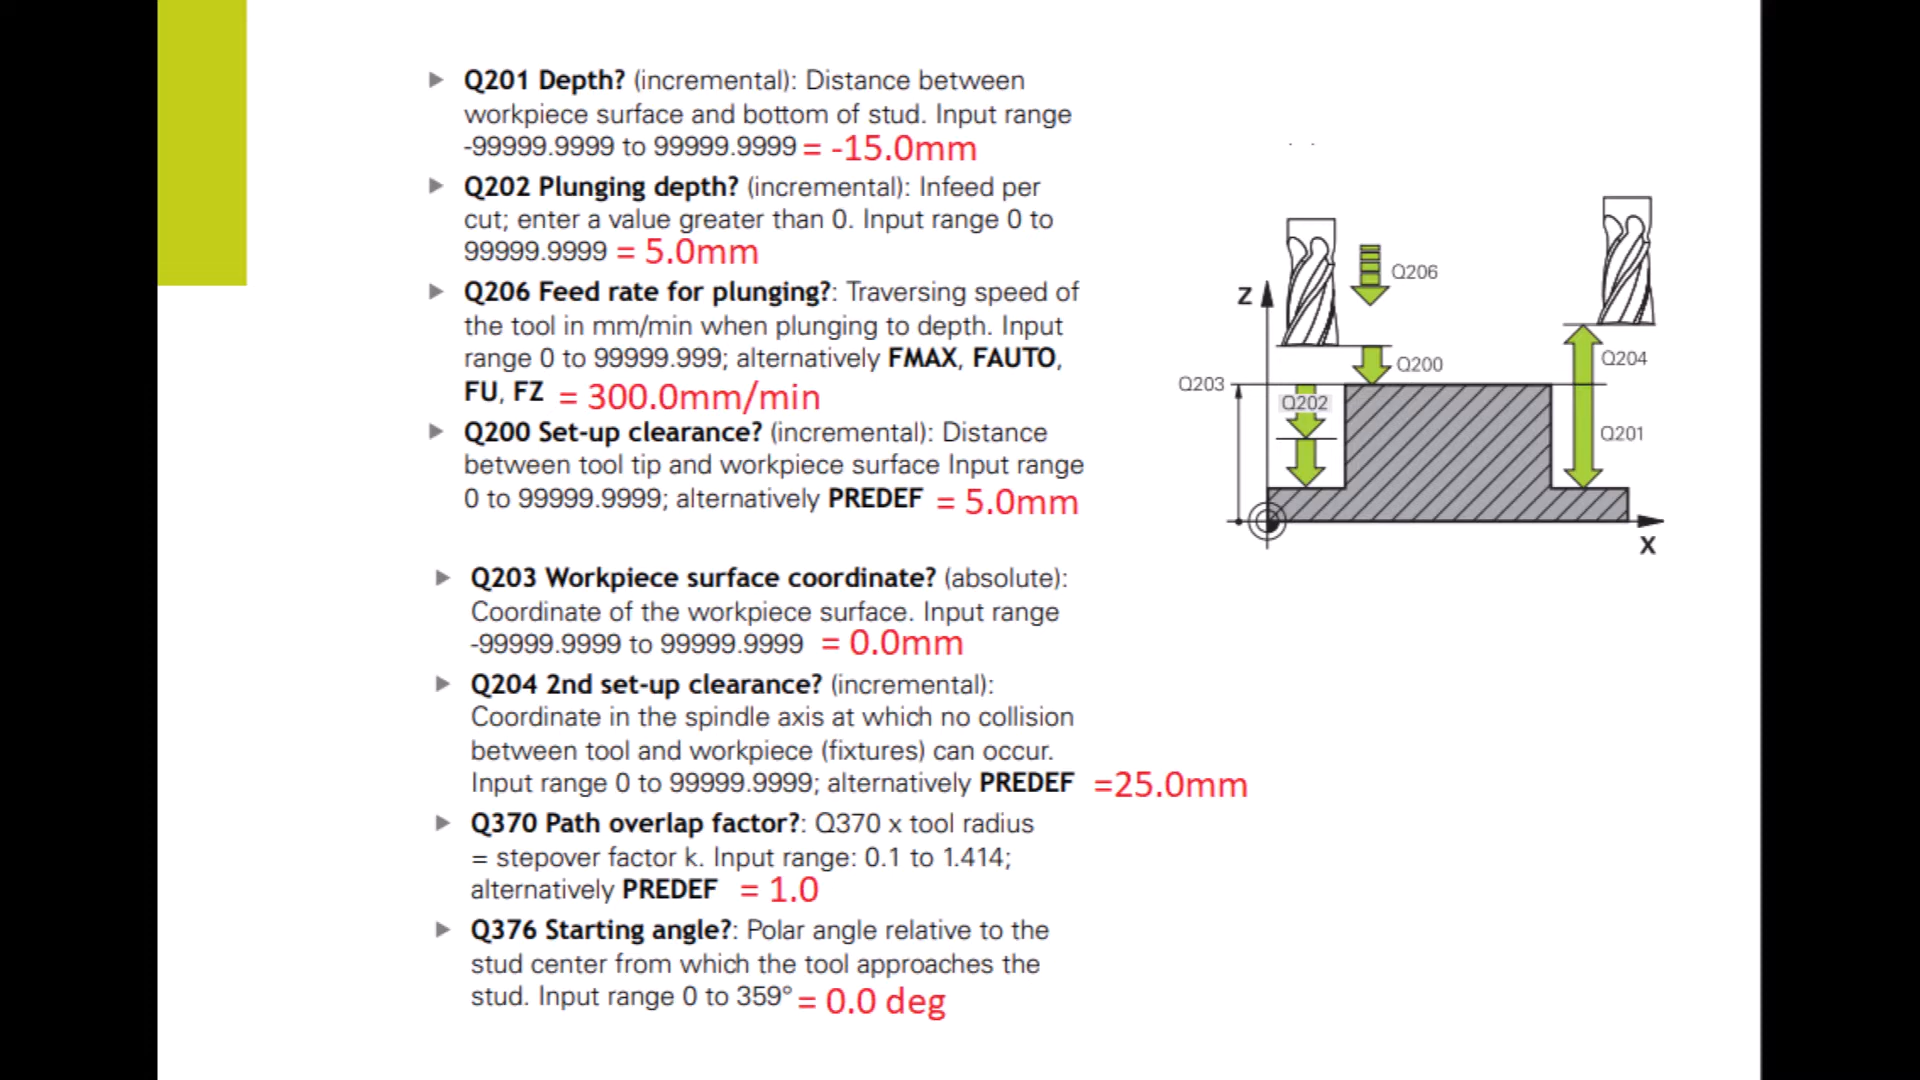 Q201 Depth? (incremental): Distance between
workpiece surface and bottom of stud. Input range
-99999.9999 to 99999.9999 = -15.0mm
Q202 Plunging depth? (incremental): Infeed per
cut; enter a value greater than 0. Input range 0 to
99999.9999 = 5.0mm
Q206 Feed rate for plunging?: Traversing speed of
the tool in mm/min when plunging to depth. Input
range 0 to 99999.999; alternatively FMAX, FAUTO,
FU, FZ = 300.0mm/min
Q200 Set-up clearance? (incremental): Distance
between tool tip and workpiece surface Input range
0 to 99999.9999; alternatively PREDEF = 5.0mm
Q203 Workpiece surface coordinate? (absolute):
Coordinate of the workpiece surface. Input range
-99999.9999 to 99999.9999 = 0.0mm
Q204 2nd set-up clearance? (incremental):
Coordinate in the spindle axis at which no collision
between tool and workpiece (fixtures) can occur.
Input range 0 to 99999.9999; alternatively PREDEF =25.0mm
Q370 Path overlap factor?: Q370 x tool radius
= stepover factor k. Input range: 0.1 to 1.414;
alternatively PREDEF = 1.0
Q376 Starting angle?: Polar angle relative to the
stud center from which the tool approaches the
stud. Input range 0 to 359° = 0.0 deg
Q206
Z
Q200
Q204
Q203
Q202
Q201
X